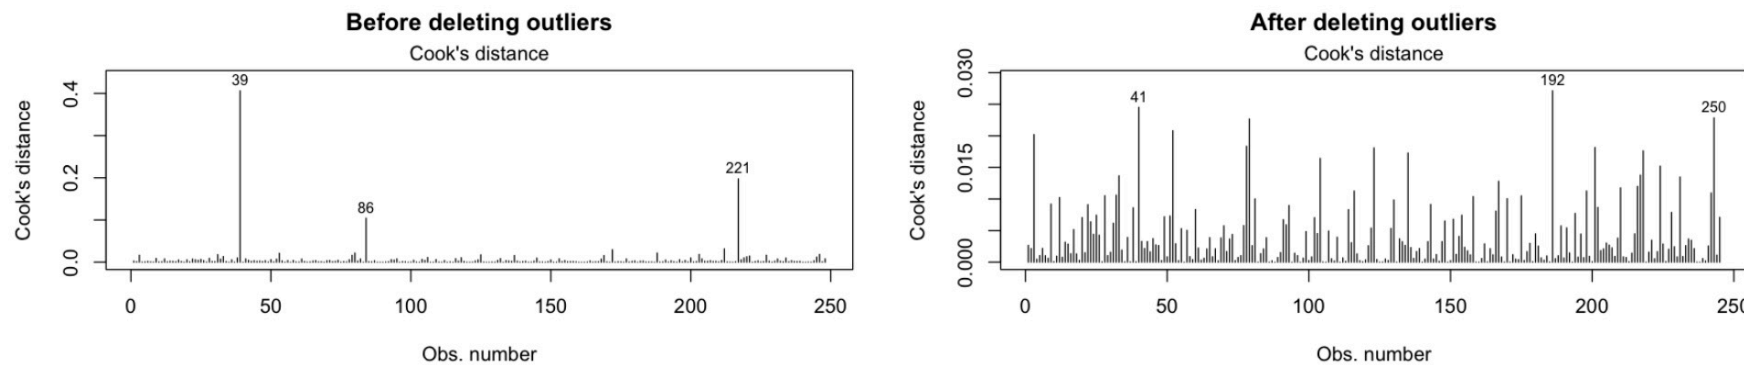 Before deleting outliers
Cook's distance
Cook's distance
0.4
0.2
0.0
39
86
221
0 50 100 150 200 250
Obs. number
After deleting outliers
Cook's distance
Cook's distance
0.030
0.015
0.000
41
192
250
0 50 100 150 200 250
Obs. number